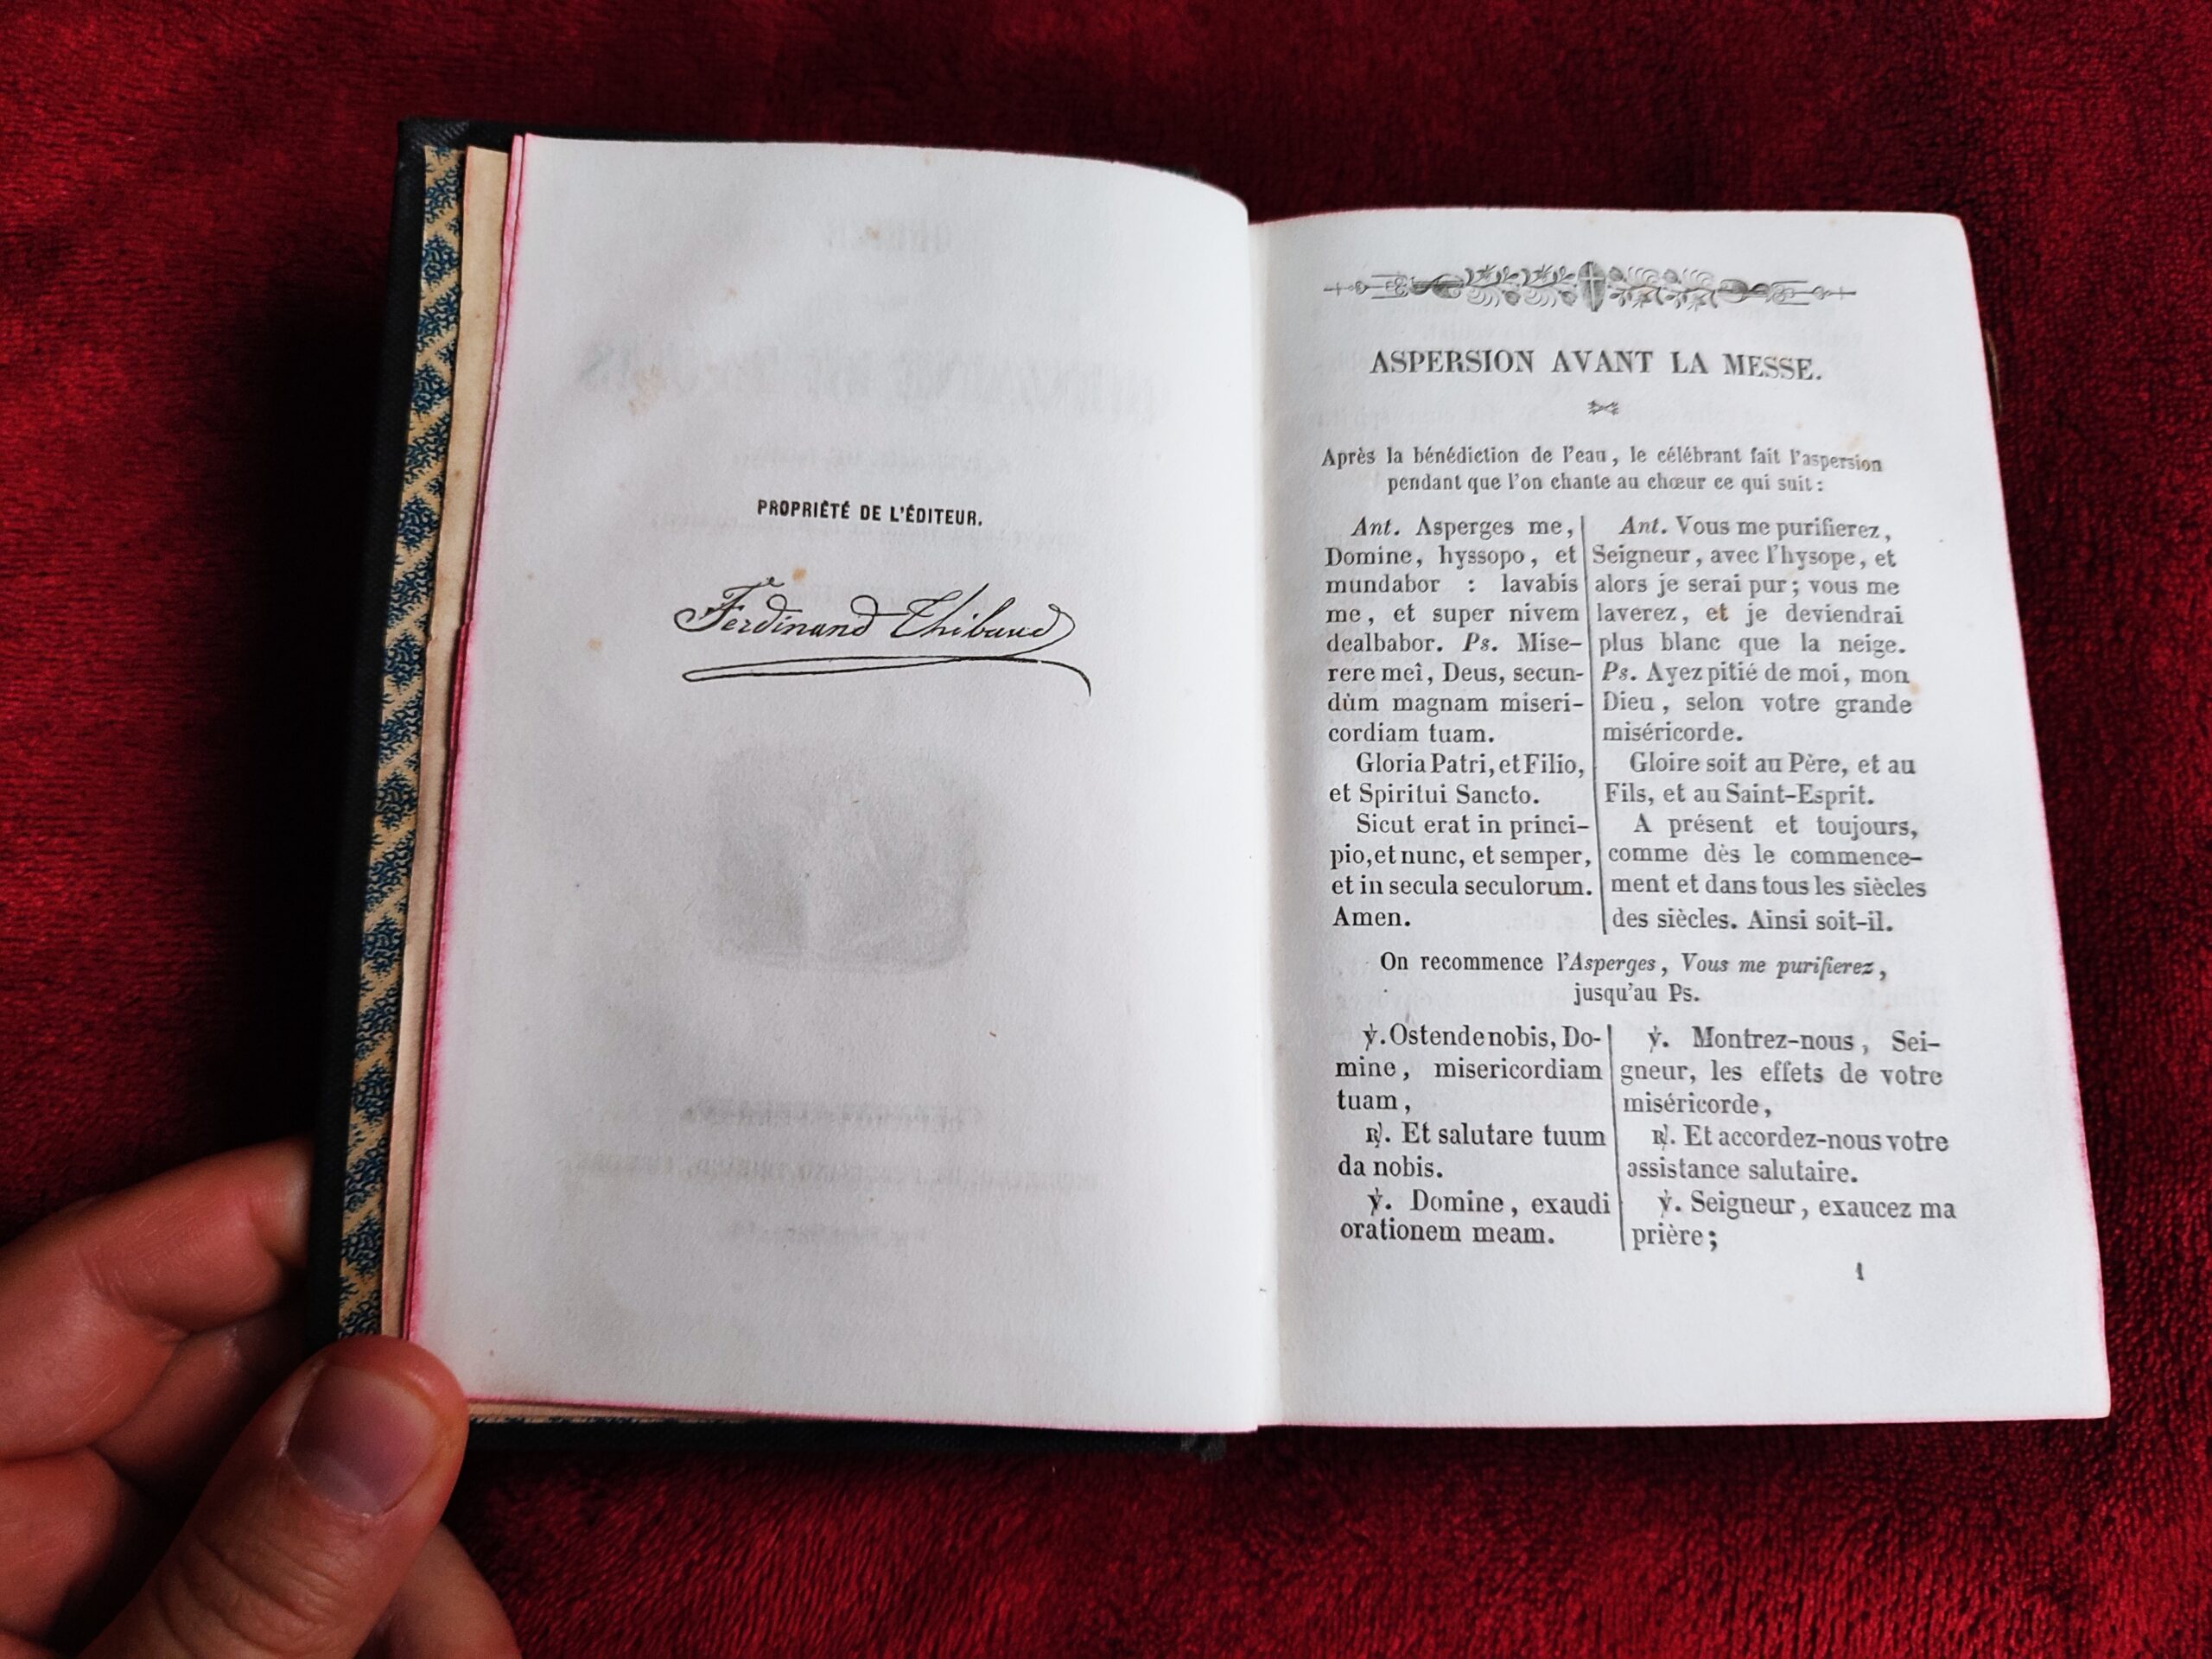 PROPRIÉTÉ DE L'ÉDITEUR.
Ferdinand Thibaud
ASPERSION AVANT LA MESSE.
Après la bénédiction de l'eau, le célébrant fait l'aspersion
pendant que l'on chante au chœur ce qui suit :
Ant. Asperges me,
Domine, hyssopo, et
mundabor : lavabis
me, et super nivem
dealbabor. Ps. Mise-
rere meî, Deus, secun-
dùm magnam miseri-
cordiam tuam.
Gloria Patri, et Filio,
et Spiritui Sancto.
Sicut erat in princi-
pio, et nunc, et semper,
et in secula seculorum.
Amen.
Ant. Vous me purifierez,
Seigneur, avec l'hysope, et
alors je serai pur ; vous me
laverez, et je deviendrai
plus blanc que la neige.
Ps. Ayez pitié de moi, mon
Dieu, selon votre grande
miséricorde.
Gloire soit au Père, et au
Fils, et au Saint-Esprit.
A présent et toujours,
comme dès le commence-
ment et dans tous les siècles
des siècles. Ainsi soit-il.
On recommence l'Asperges, Vous me purifierez,
jusqu'au Ps.
℣. Ostende nobis, Do-
mine, misericordiam
tuam,
℟. Et salutare tuum
da nobis.
℣. Domine, exaudi
orationem meam.
℣. Montrez-nous, Sei-
gneur, les effets de votre
miséricorde,
℟. Et accordez-nous votre
assistance salutaire.
℣. Seigneur, exaucez ma
prière ;
1